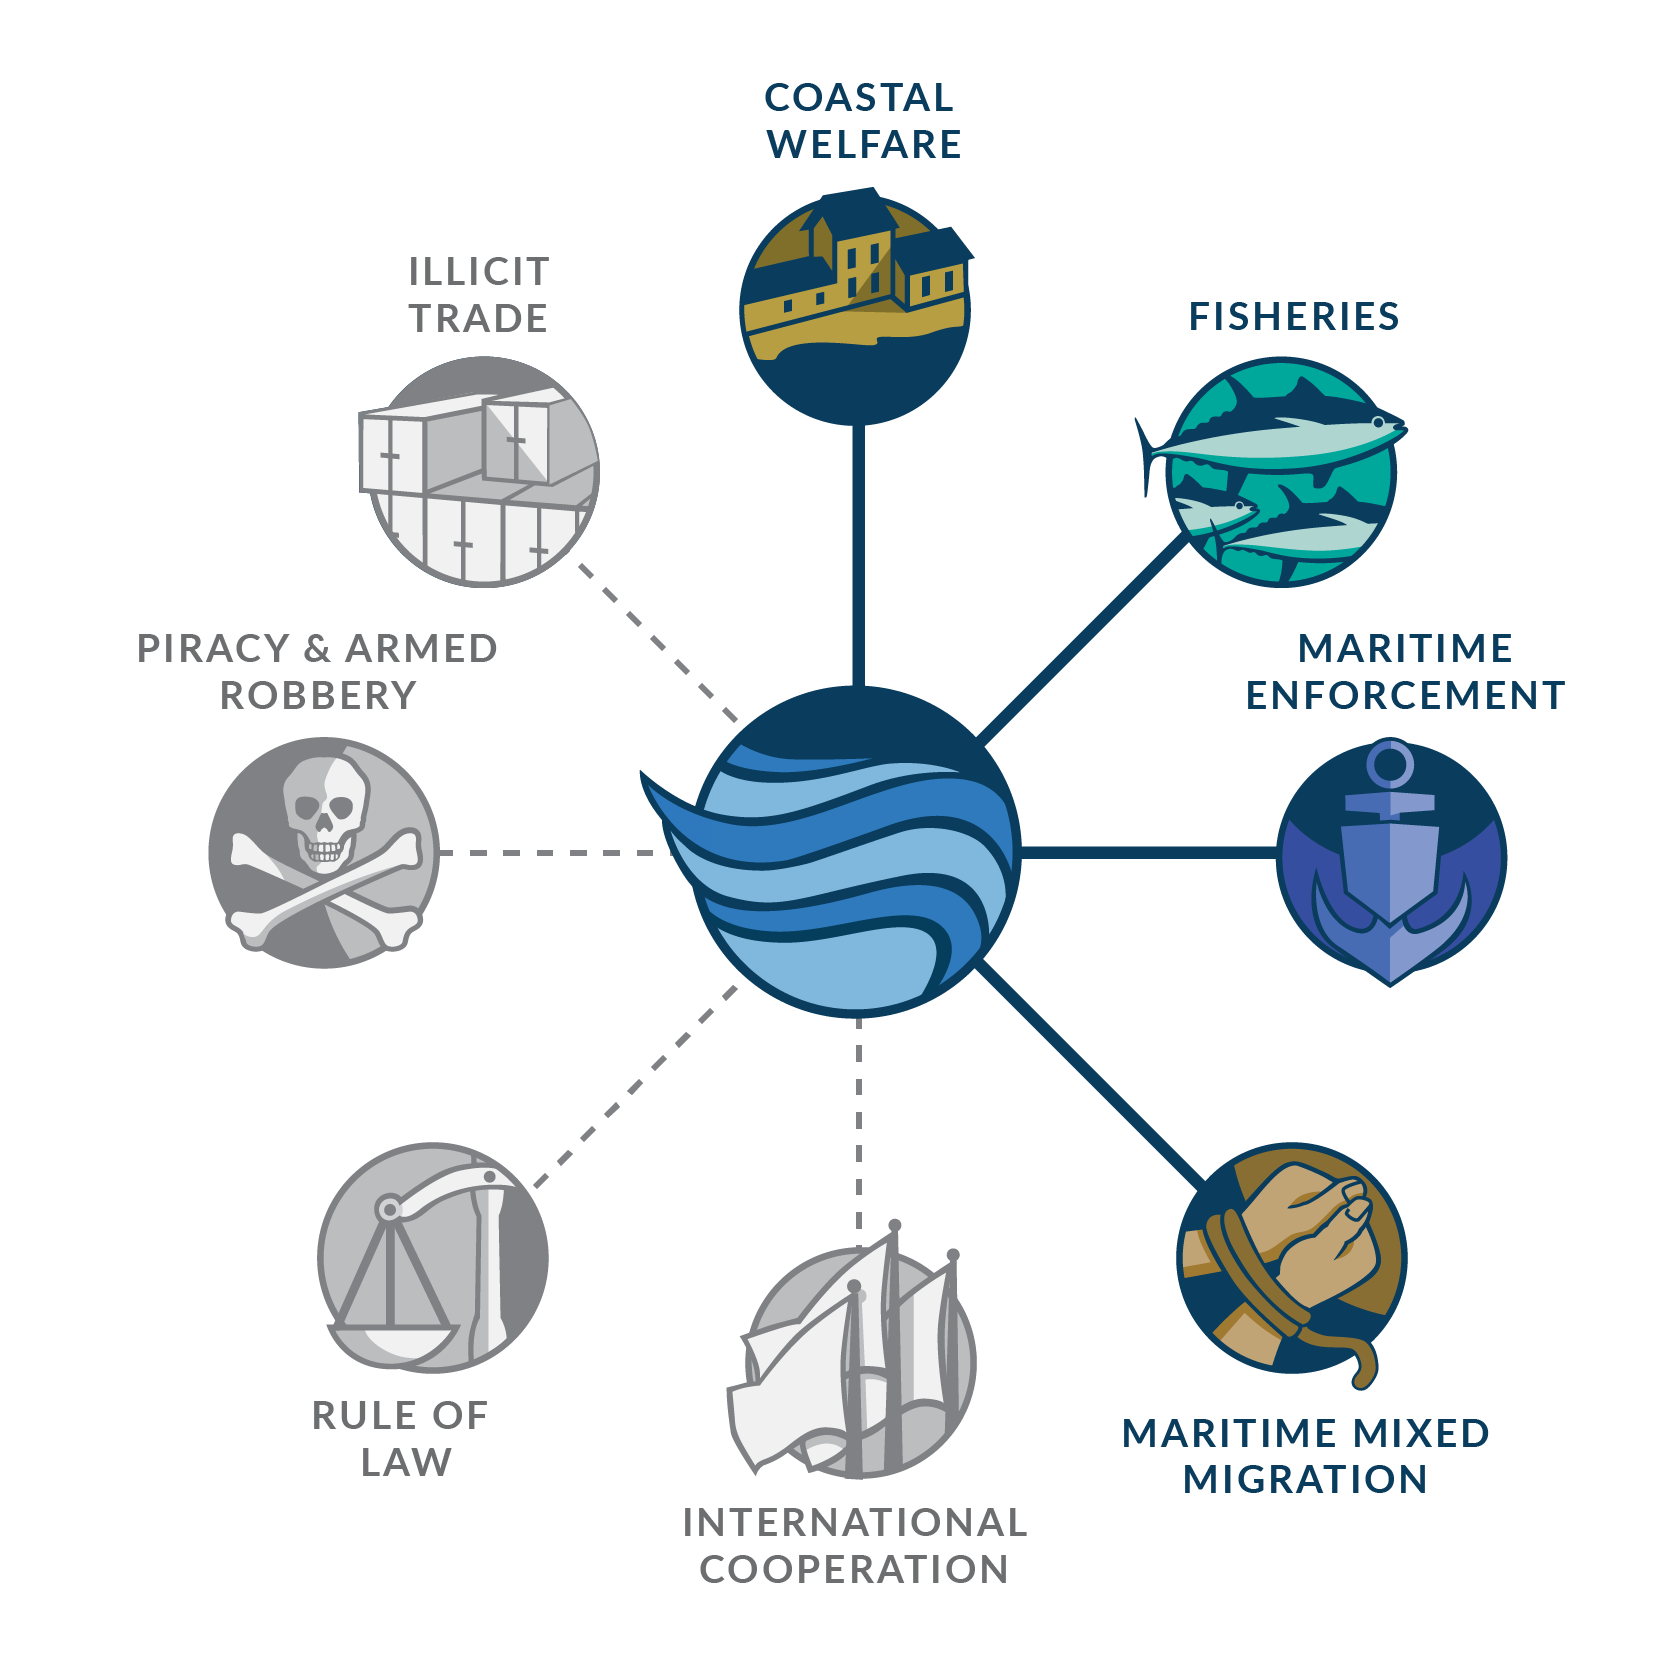 COASTAL
WELFARE
ILLICIT
TRADE
FISHERIES
PIRACY & ARMED
ROBBERY
MARITIME
ENFORCEMENT
RULE OF
LAW
MARITIME MIXED
MIGRATION
INTERNATIONAL
COOPERATION